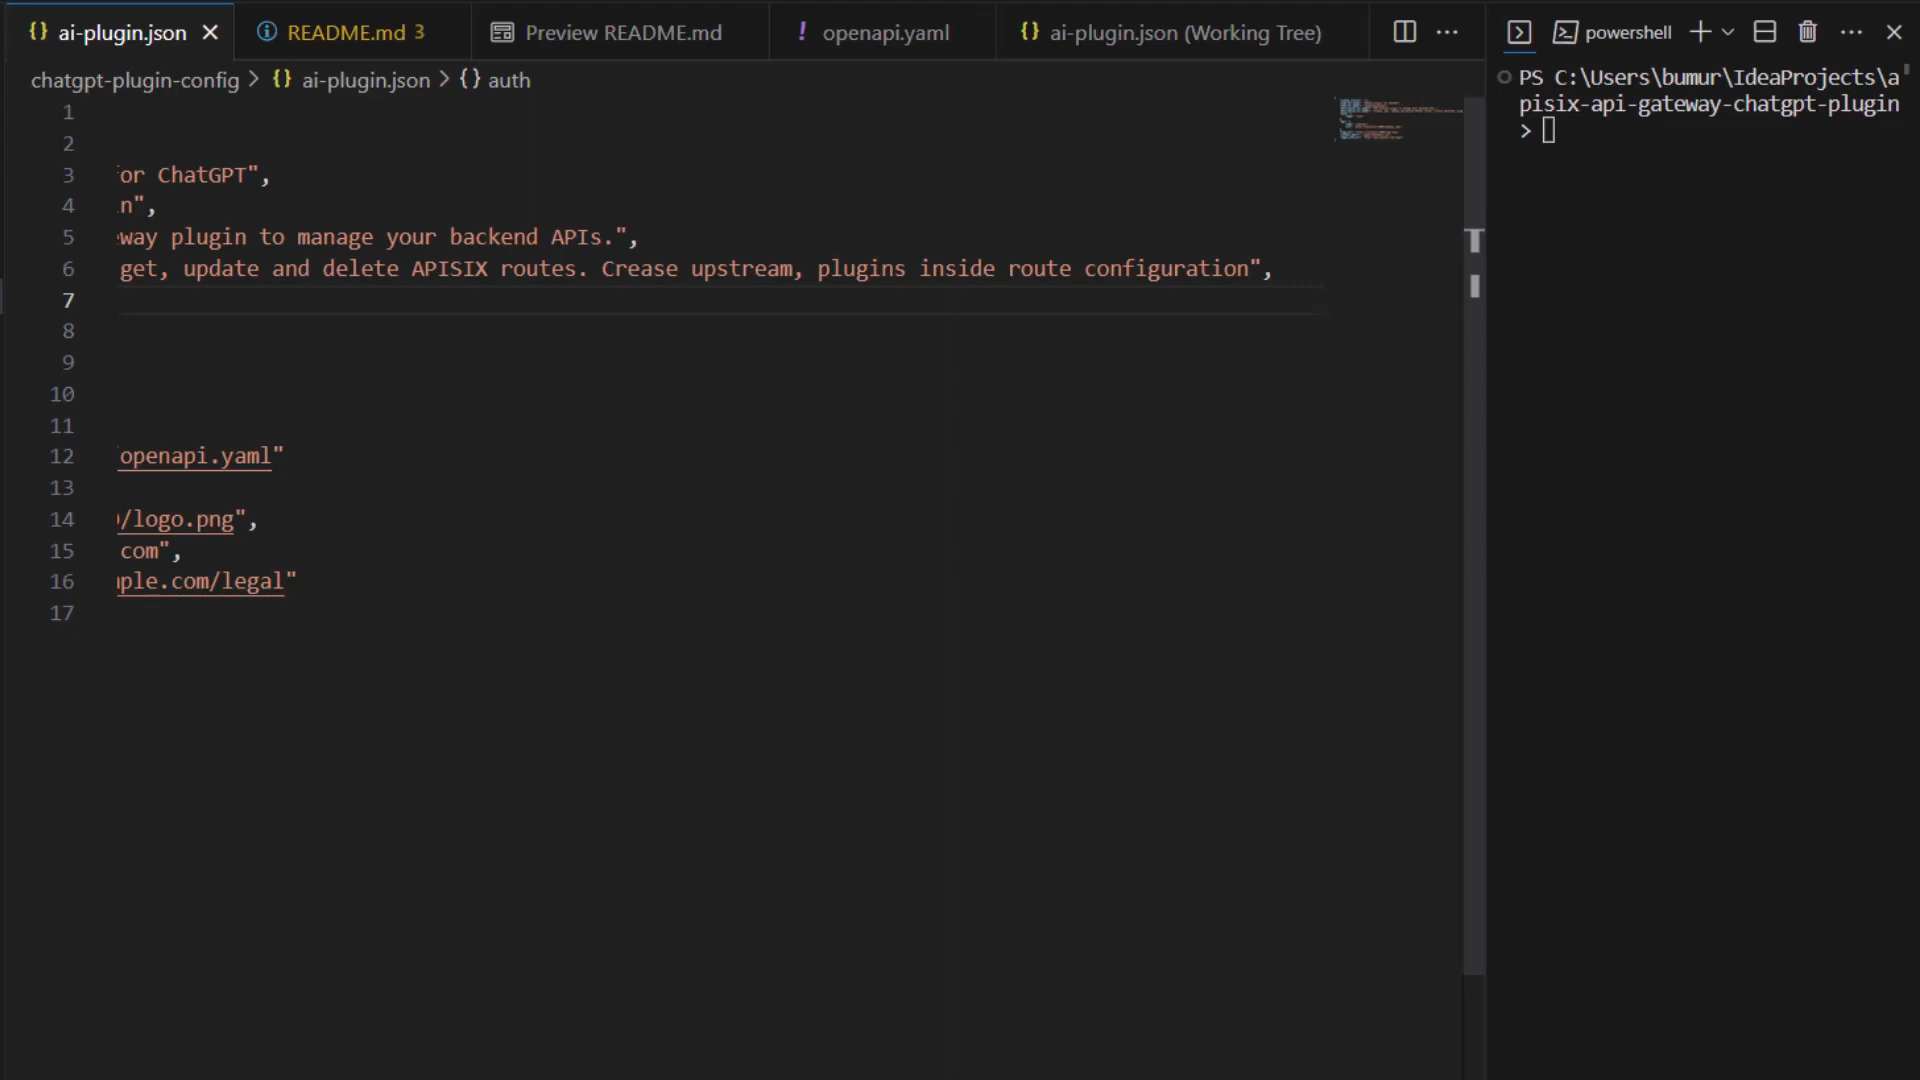 {} ai-plugin.json
README.md 3
Preview README.md
! openapi.yaml
{} ai-plugin.json (Working Tree)
powershell
chatgpt-plugin-config > {} ai-plugin.json > {} auth
1
2
3 or ChatGPT",
4 n",
5 way plugin to manage your backend APIs.",
6 get, update and delete APISIX routes. Crease upstream, plugins inside route configuration",
7
8
9
10
11
12 openapi.yaml"
13
14 /logo.png",
15 com",
16 ple.com/legal"
17
PS C:\Users\bumur\IdeaProjects\a
pisix-api-gateway-chatgpt-plugin
>